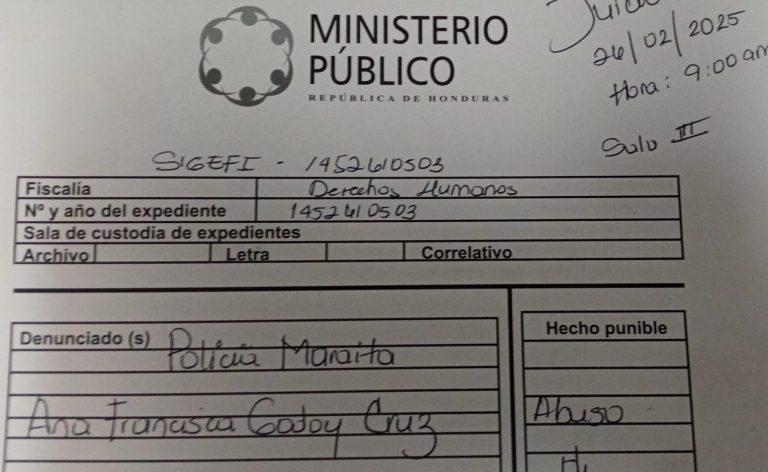 MINISTERIO
PÚBLICO
REPÚBLICA DE HONDURAS
26/02/2025
Hora: 9:00 am
Sala III
SIGEFI - 1452610503
Fiscalía Derechos Humanos
Nº y año del expediente 1452610503
Sala de custodia de expedientes
Archivo Letra Correlativo
Denunciado (s) Policia Maraita
Ana Francisca Godoy Cruz
Hecho punible
Abuso